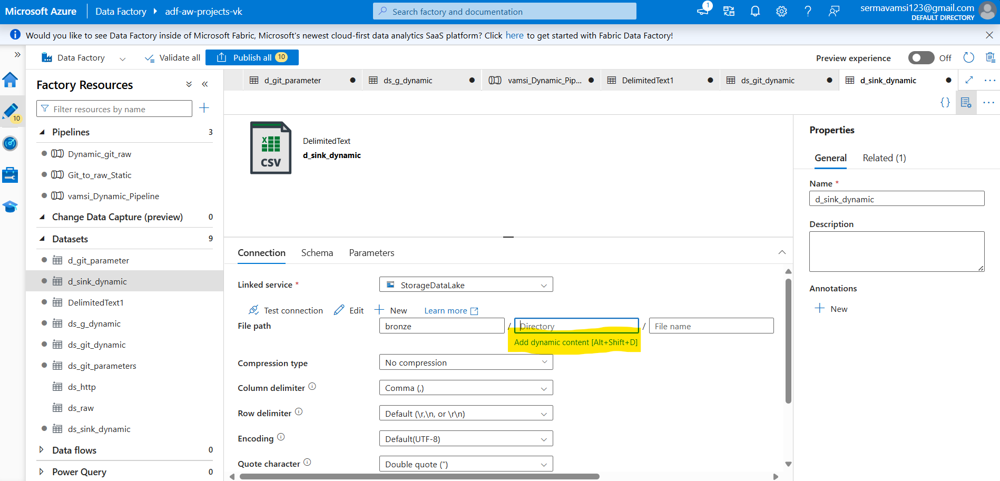 Microsoft Azure
Data Factory
adf-aw-projects-vk
Search factory and documentation
1
sermavamsi123@gmail.com
DEFAULT DIRECTORY
Would you like to see Data Factory inside of Microsoft Fabric, Microsoft's newest cloud-first data analytics SaaS platform? Click here to get started with Fabric Data Factory!
Data Factory
Validate all
Publish all 10
Preview experience
Off
10
Factory Resources
Filter resources by name
Pipelines 3
Dynamic_git_raw
Git_to_raw_Static
vamsi_Dynamic_Pipeline
Change Data Capture (preview) 0
Datasets 9
d_git_parameter
d_sink_dynamic
DelimitedText1
ds_g_dynamic
ds_git_dynamic
ds_git_parameters
ds_http
ds_raw
ds_sink_dynamic
Data flows 0
Power Query 0
d_git_parameter
ds_g_dynamic
vamsi_Dynamic_Pip...
DelimitedText1
ds_git_dynamic
d_sink_dynamic
{}
X
CSV
DelimitedText
d_sink_dynamic
Connection
Schema
Parameters
Linked service *
StorageDataLake
Test connection
Edit
New
Learn more
File path
bronze / Directory / File name
Add dynamic content [Alt+Shift+D]
Compression type
No compression
Column delimiter
Comma (,)
Row delimiter
Default (\r,\n, or \r\n)
Encoding
Default(UTF-8)
Quote character
Double quote (")
Properties
General
Related (1)
Name *
d_sink_dynamic
Description
Annotations
New